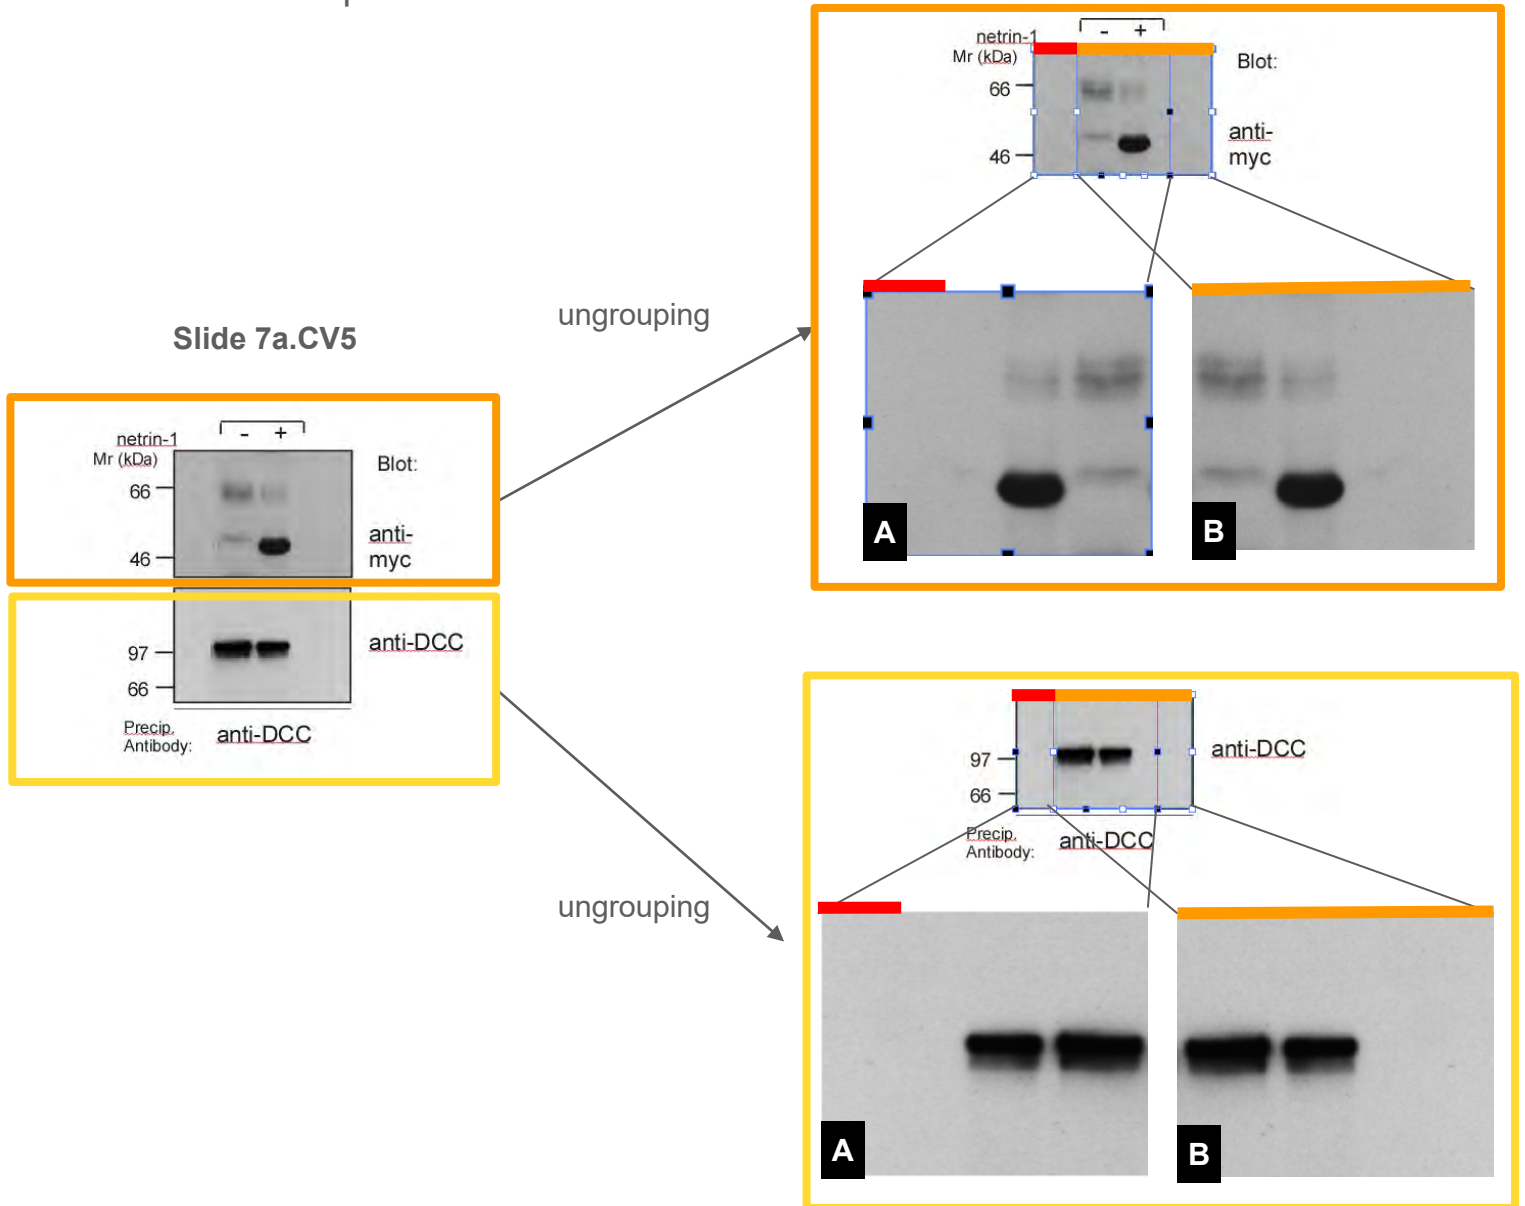 Slide 7a.CV5
netrin-1
- +
Mr (kDa)
Blot:
66
anti-
myc
46
97
anti-DCC
66
Precip.
Antibody:
anti-DCC
ungrouping
netrin-1
- +
Mr (kDa)
Blot:
66
anti-
myc
46
A
B
ungrouping
97
anti-DCC
66
Precip.
Antibody:
anti-DCC
A
B